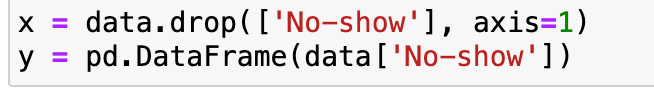 x = data.drop(['No-show'], axis=1)
y = pd.DataFrame(data['No-show'])